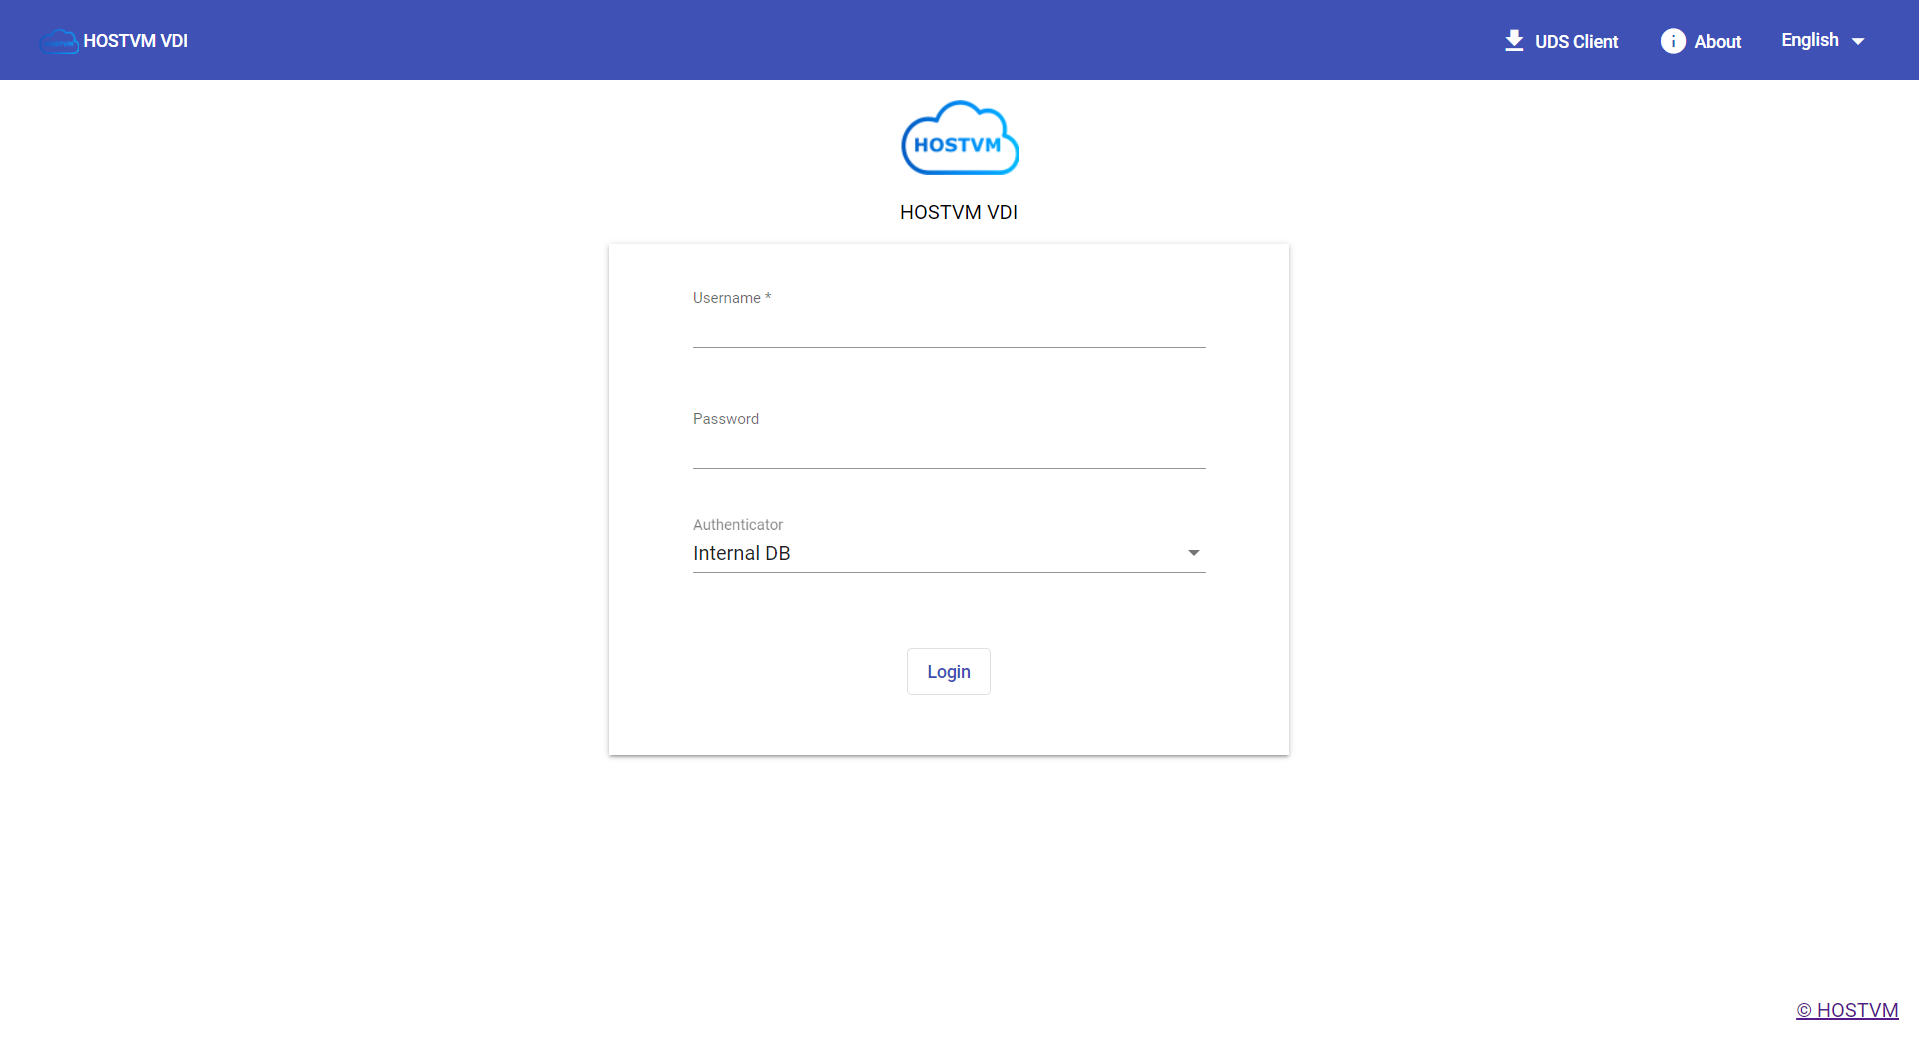 HOSTVM VDI
UDS Client
About
English
HOSTVM
HOSTVM VDI
Username *
Password
Authenticator
Internal DB
Login
© HOSTVM